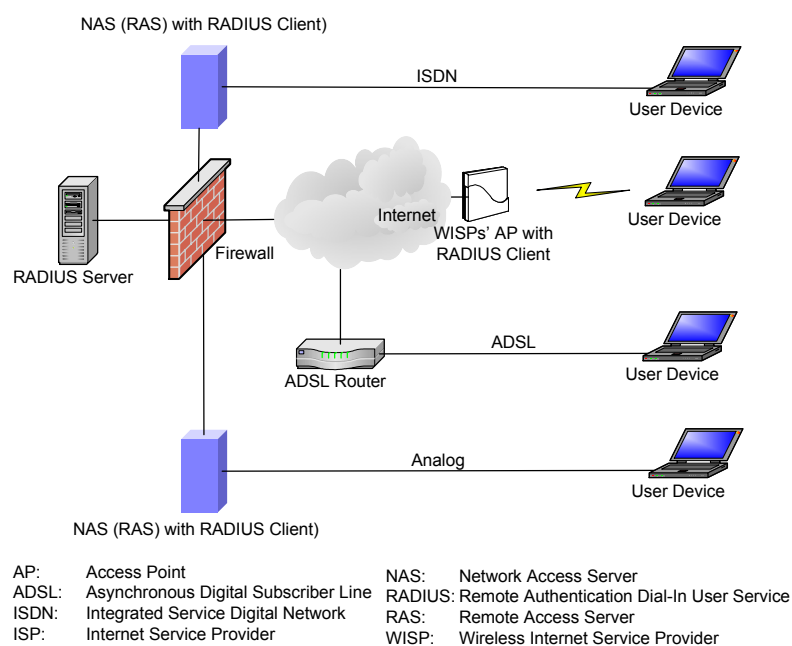 NAS (RAS) with RADIUS Client)
ISDN
User Device
Internet
WISPs' AP with
RADIUS Client
User Device
Firewall
RADIUS Server
ADSL
ADSL Router
User Device
Analog
User Device
NAS (RAS) with RADIUS Client)
AP: Access Point
ADSL: Asynchronous Digital Subscriber Line
ISDN: Integrated Service Digital Network
ISP: Internet Service Provider
NAS: Network Access Server
RADIUS: Remote Authentication Dial-In User Service
RAS: Remote Access Server
WISP: Wireless Internet Service Provider